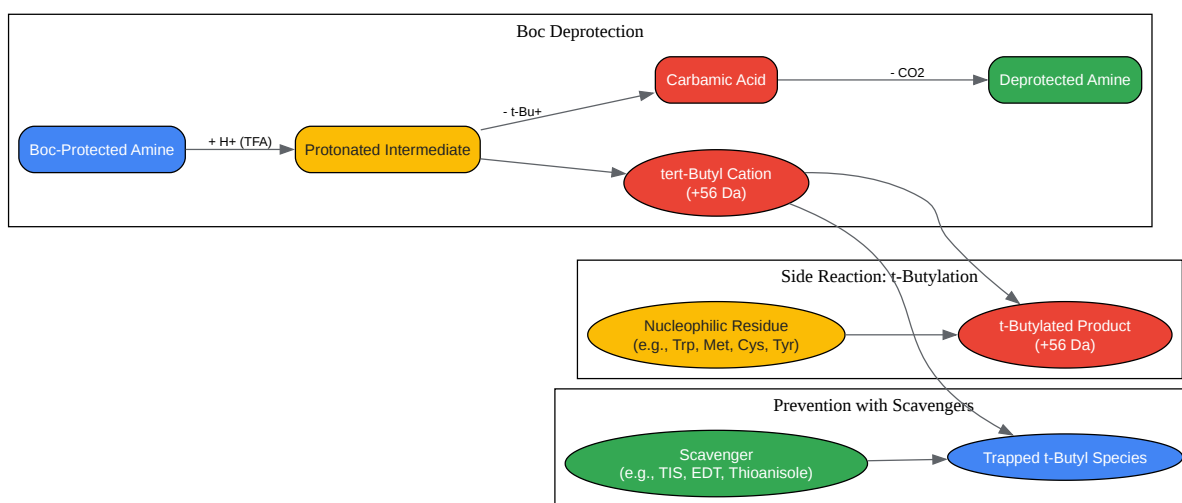 Boc Deprotection
Boc-Protected Amine
+ H+ (TFA)
Protonated Intermediate
- t-Bu+
Carbamic Acid
- CO2
Deprotected Amine
tert-Butyl Cation
(+56 Da)
Side Reaction: t-Butylation
Nucleophilic Residue
(e.g., Trp, Met, Cys, Tyr)
t-Butylated Product
(+56 Da)
Prevention with Scavengers
Scavenger
(e.g., TIS, EDT, Thioanisole)
Trapped t-Butyl Species